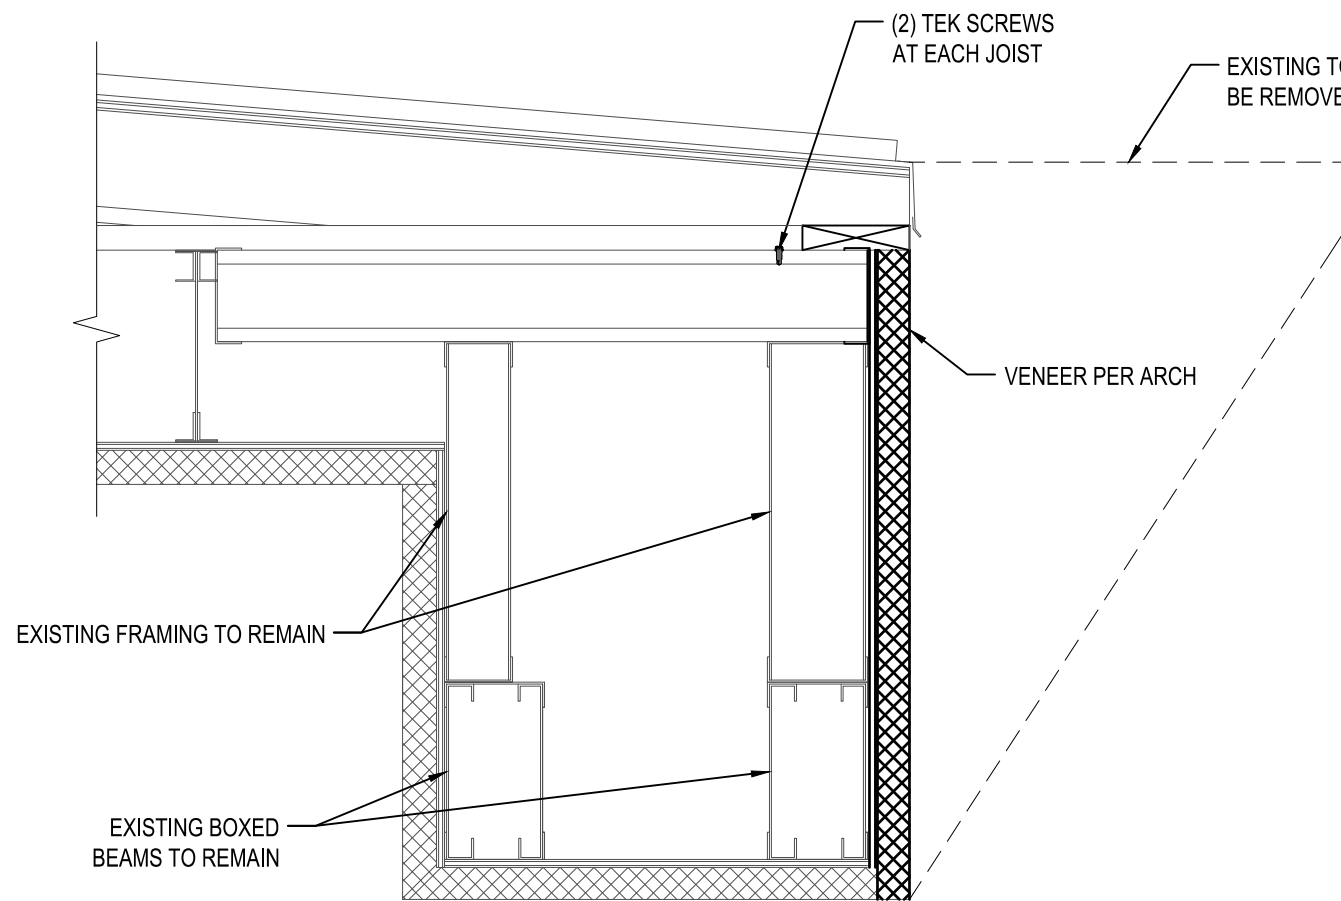 (2) TEK SCREWS
AT EACH JOIST
EXISTING
BE
VENEER PER ARCH
EXISTING FRAMING TO REMAIN
EXISTING BOXED
BEAMS TO REMAIN